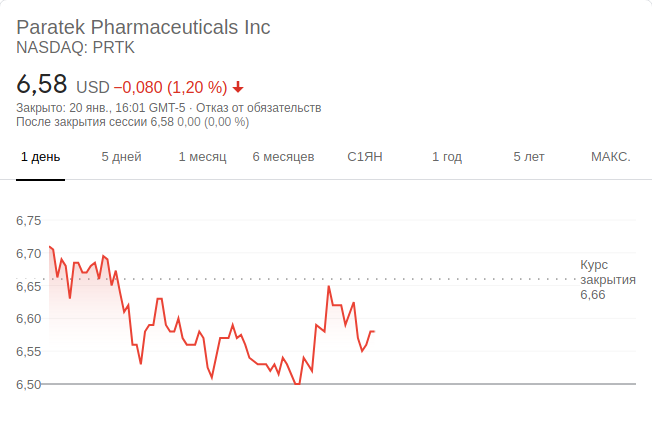 Paratek Pharmaceuticals Inc
NASDAQ: PRTK
6,58 USD −0,080 (1,20 %)
Закрыто: 20 янв., 16:01 GMT-5 · Отказ от обязательств
После закрытия сессии 6,58 0,00 (0,00 %)
1 день 5 дней 1 месяц 6 месяцев С1ЯН 1 год 5 лет МАКС.
6,75
6,70
Курс
закрытия
6,66
6,65
6,60
6,55
6,50